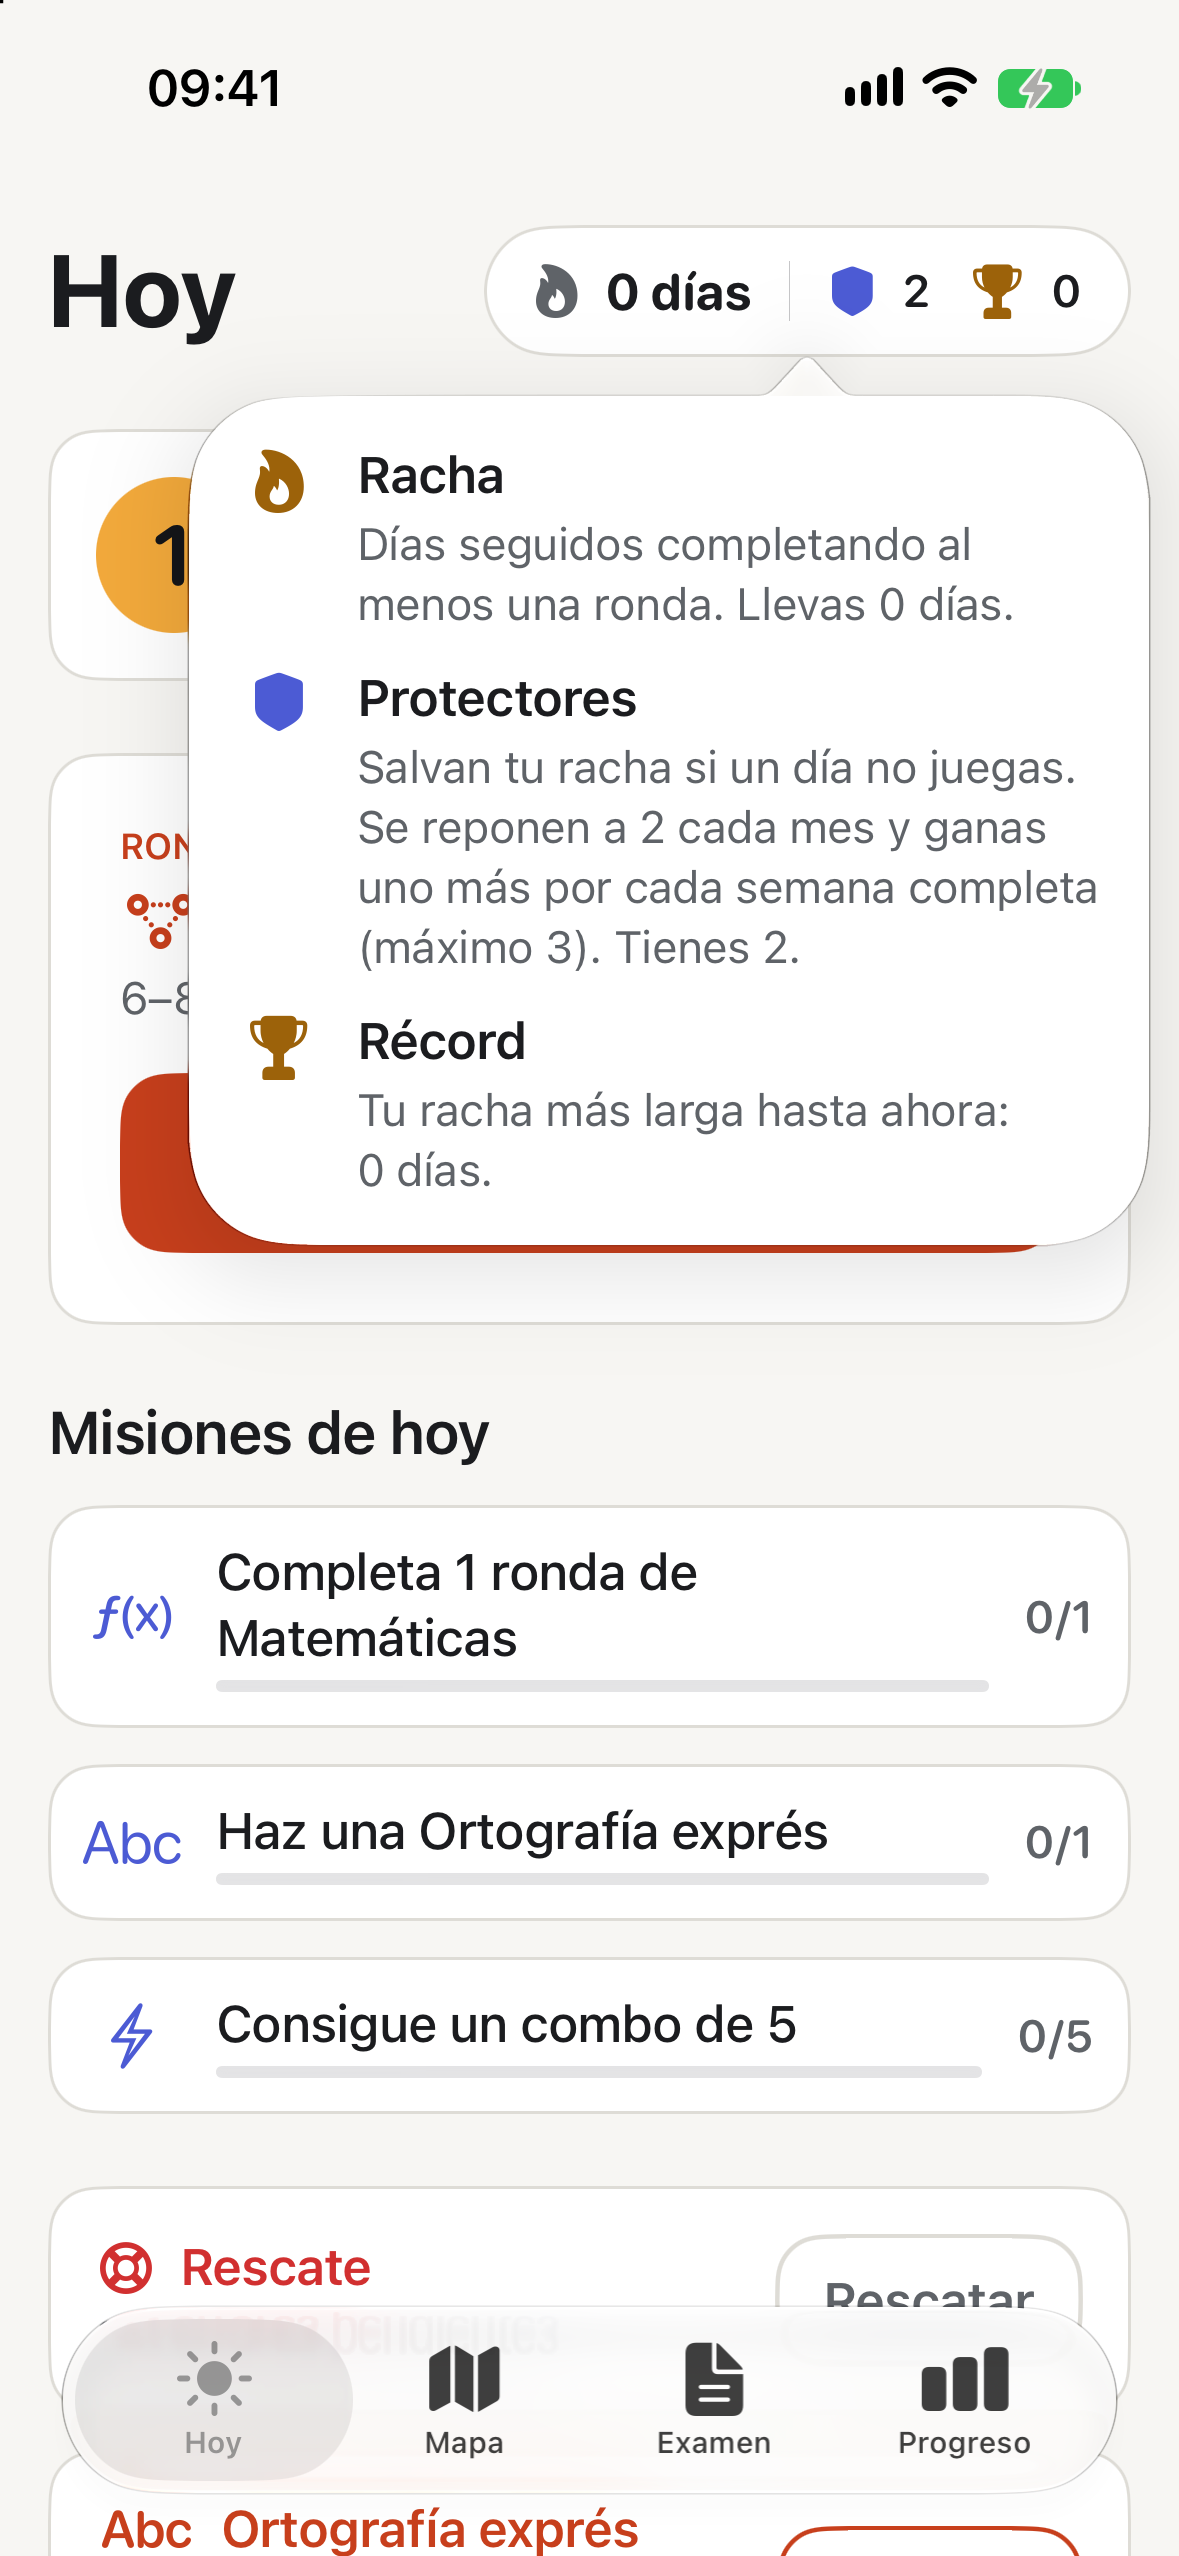 09:41
Hoy
0 días
2
0
1
Racha
Días seguidos completando al
menos una ronda. Llevas 0 días.
Protectores
Salvan tu racha si un día no juegas.
Se reponen a 2 cada mes y ganas
uno más por cada semana completa
(máximo 3). Tienes 2.
Récord
Tu racha más larga hasta ahora:
0 días.
Misiones de hoy
f(x)
Completa 1 ronda de
Matemáticas
0/1
Abc
Haz una Ortografía exprés
0/1
Consigue un combo de 5
0/5
Rescate
Rescatar
Hoy
Mapa
Examen
Progreso
Abc Ortografía exprés